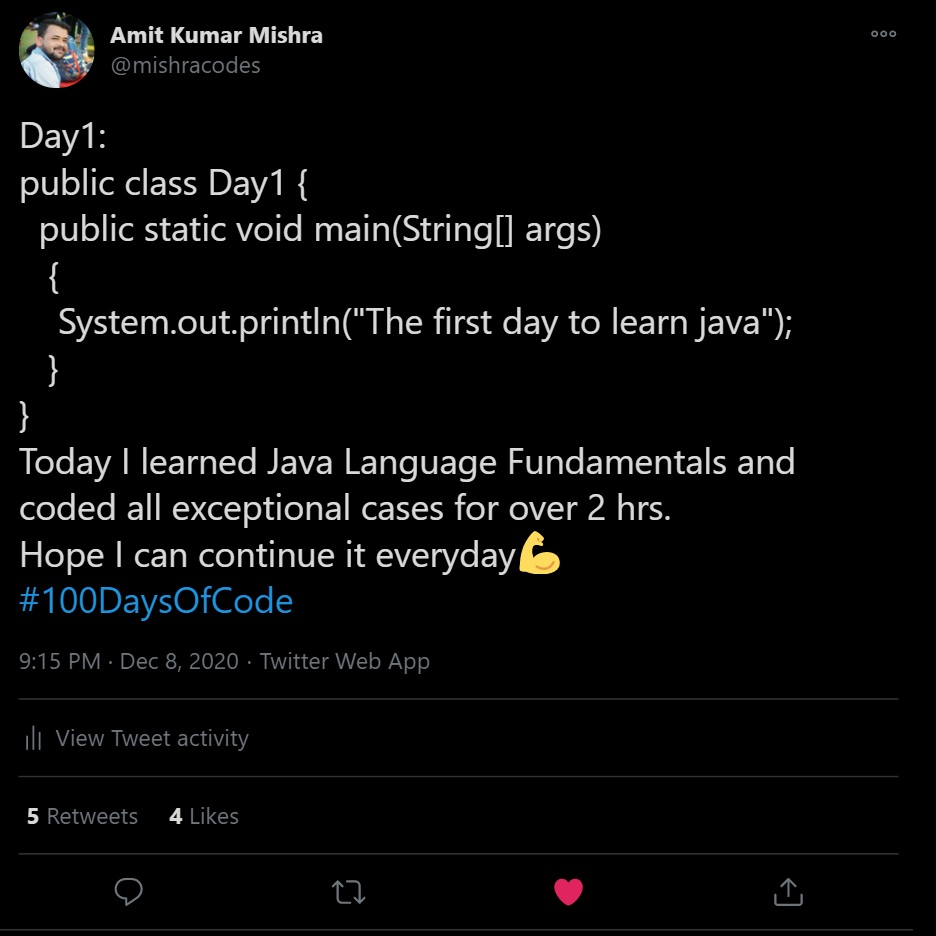 Amit Kumar Mishra
@mishracodes
Day1:
public class Day1 {
public static void main(String[] args)
{
System.out.println("The first day to learn java");
}
}
Today I learned Java Language Fundamentals and
coded all exceptional cases for over 2 hrs.
Hope I can continue it everyday💪
#100DaysOfCode
9:15 PM · Dec 8, 2020 · Twitter Web App
View Tweet activity
5 Retweets 4 Likes